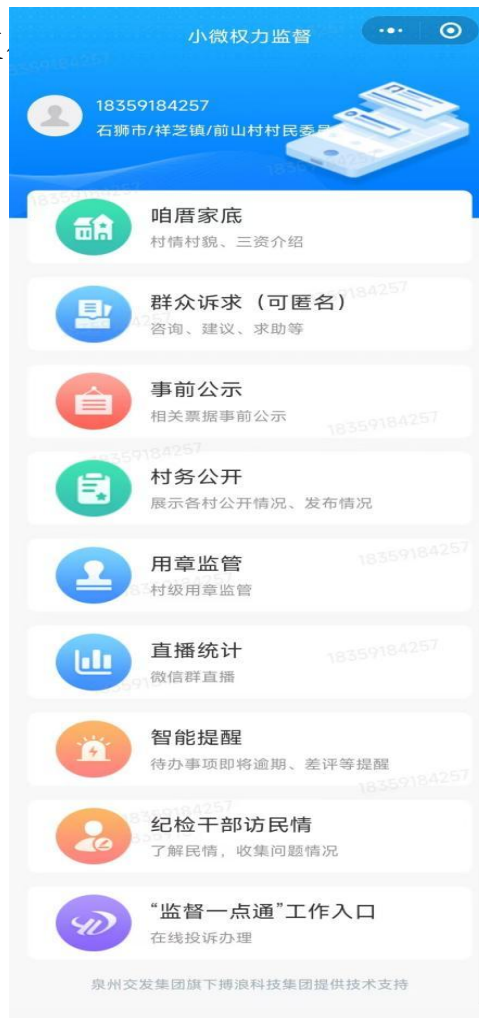 小微权力监督
18359184257
石狮市/祥芝镇/前山村村民委员
咱厝家底
村情村貌、三资介绍
群众诉求（可匿名）
咨询、建议、求助等
事前公示
相关票据事前公示
村务公开
展示各村公开情况、发布情况
用章监管
村级用章监管
直播统计
微信群直播
智能提醒
待办事项即将逾期、差评等提醒
纪检干部访民情
了解民情，收集问题情况
“监督一点通”工作入口
在线投诉办理
泉州交发集团旗下搏浪科技集团提供技术支持